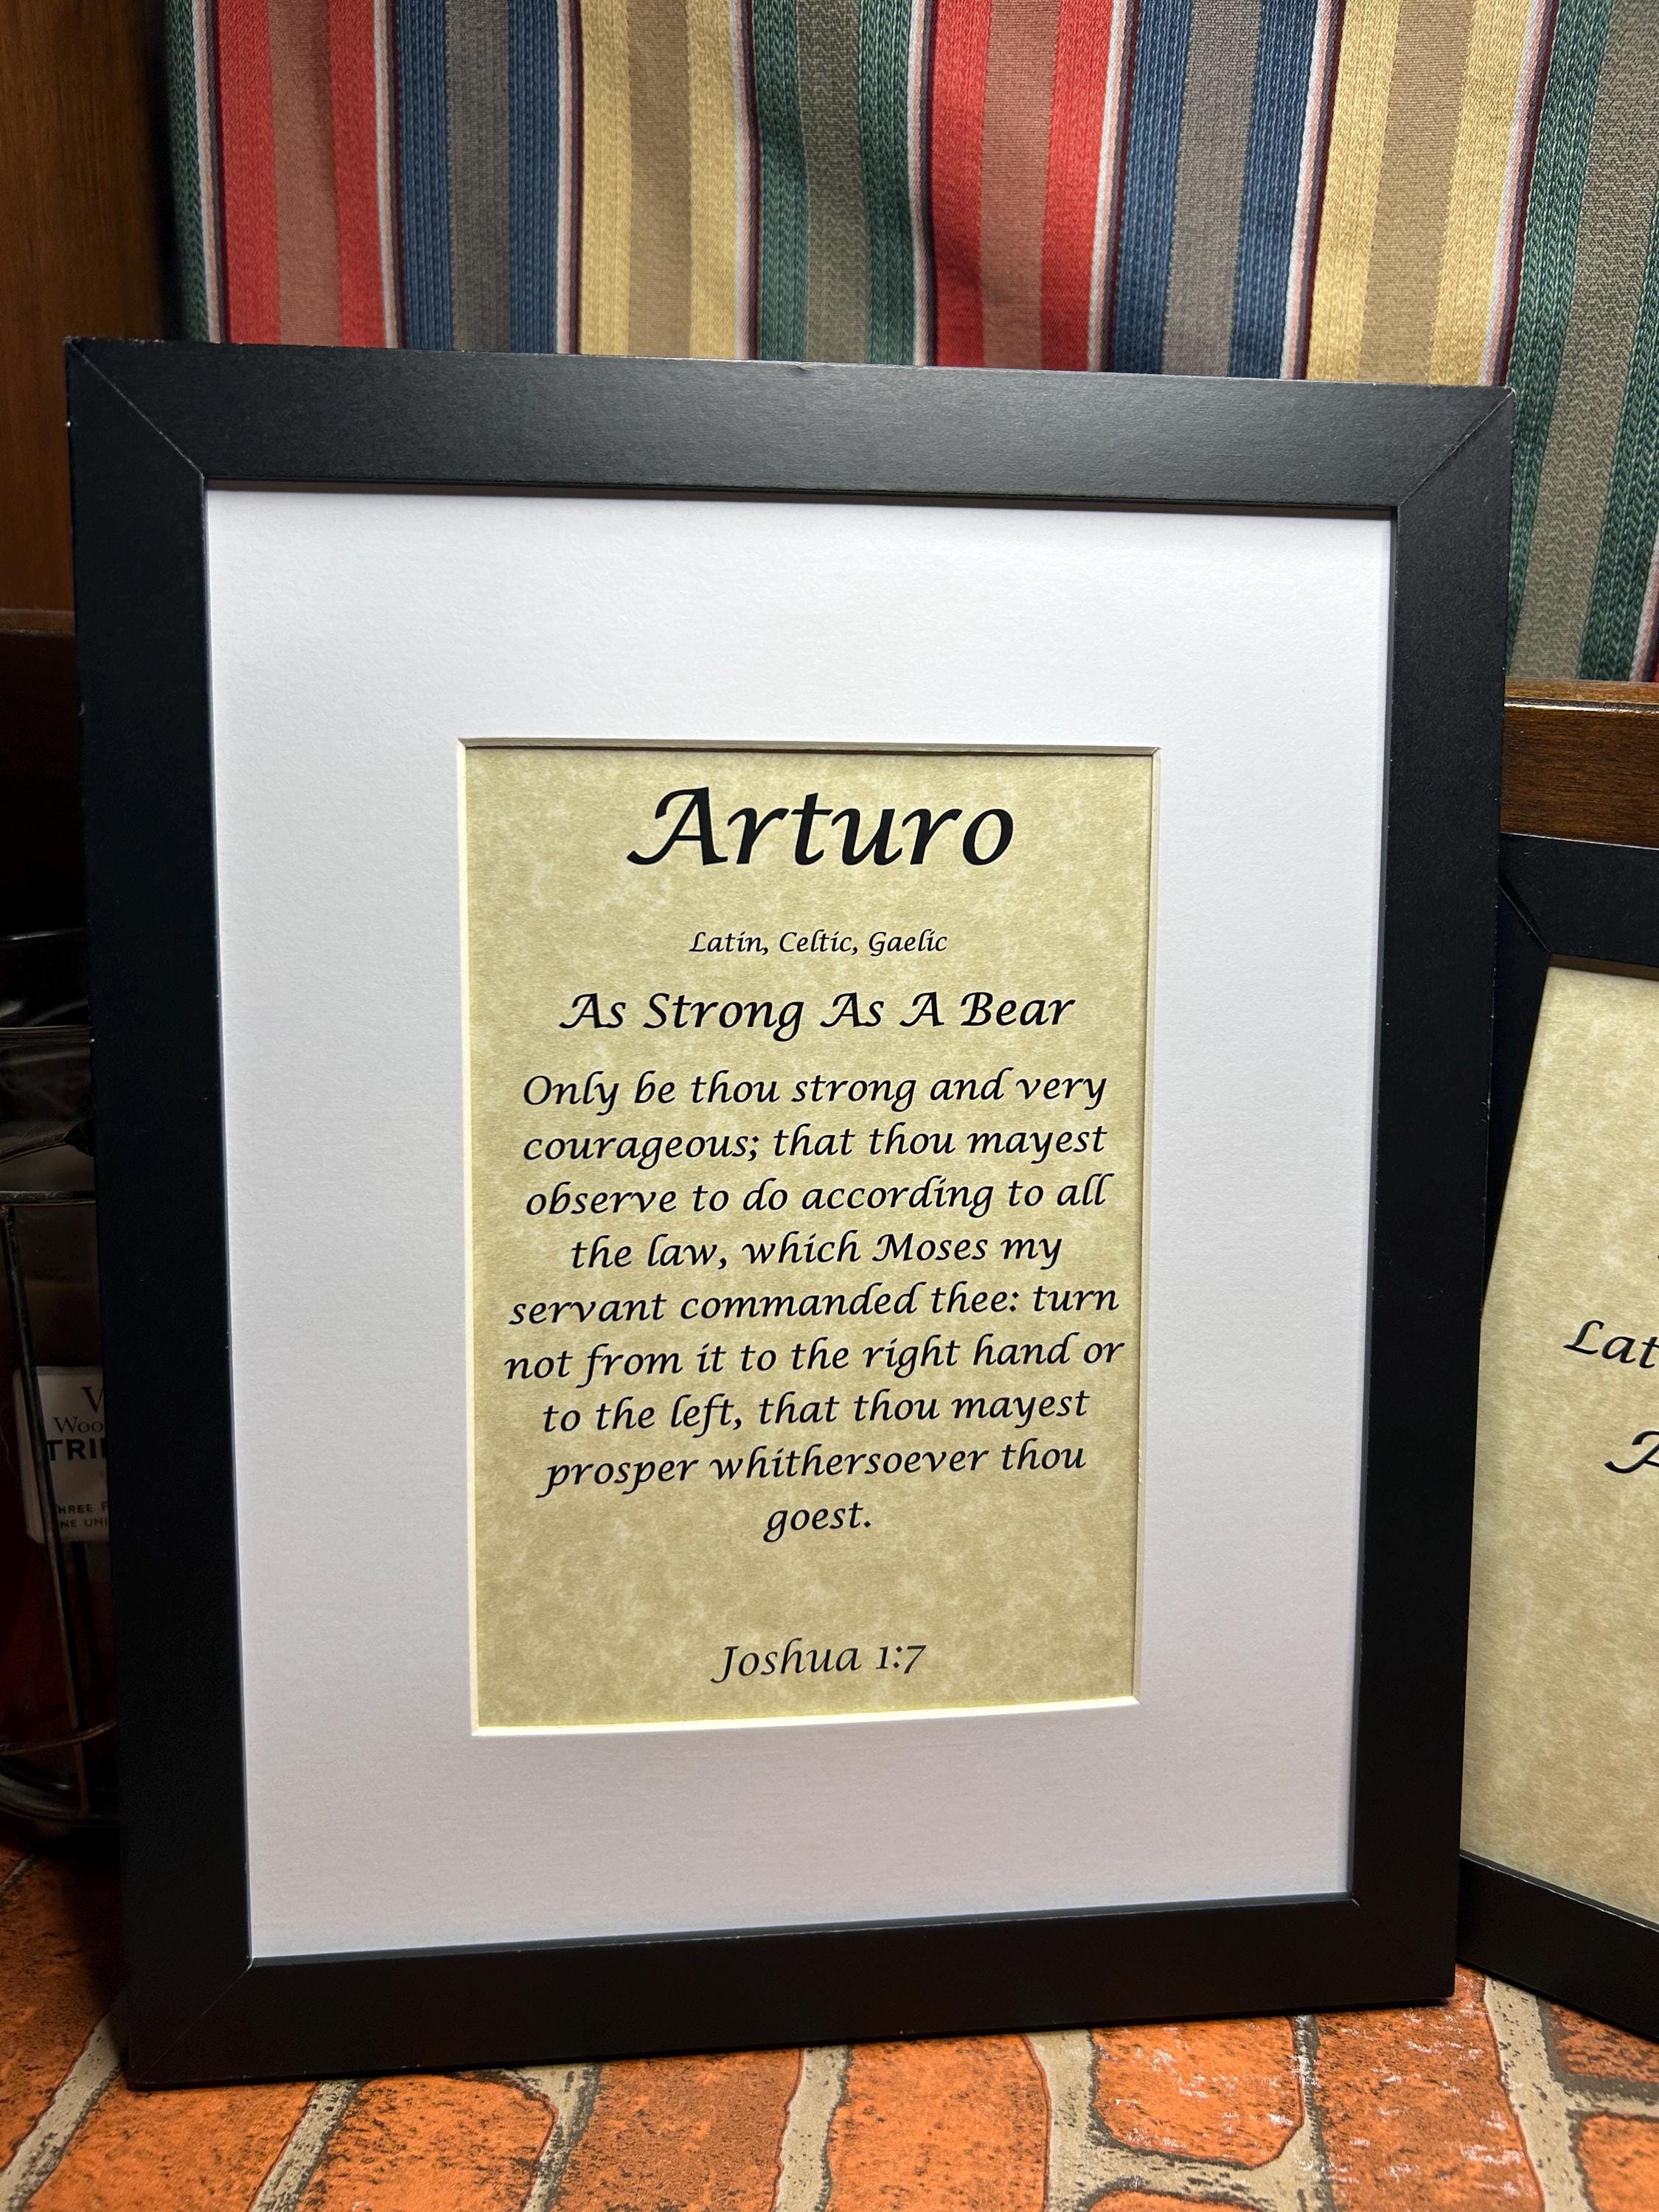 Arturo
Latin, Celtic, Gaelic
As Strong As A Bear
Only be thou strong and very
courageous; that thou mayest
observe to do according to all
the law, which Moses my
servant commanded thee: turn
not from it to the right hand or
to the left, that thou mayest
prosper whithersoever thou
goest.
Joshua 1:7